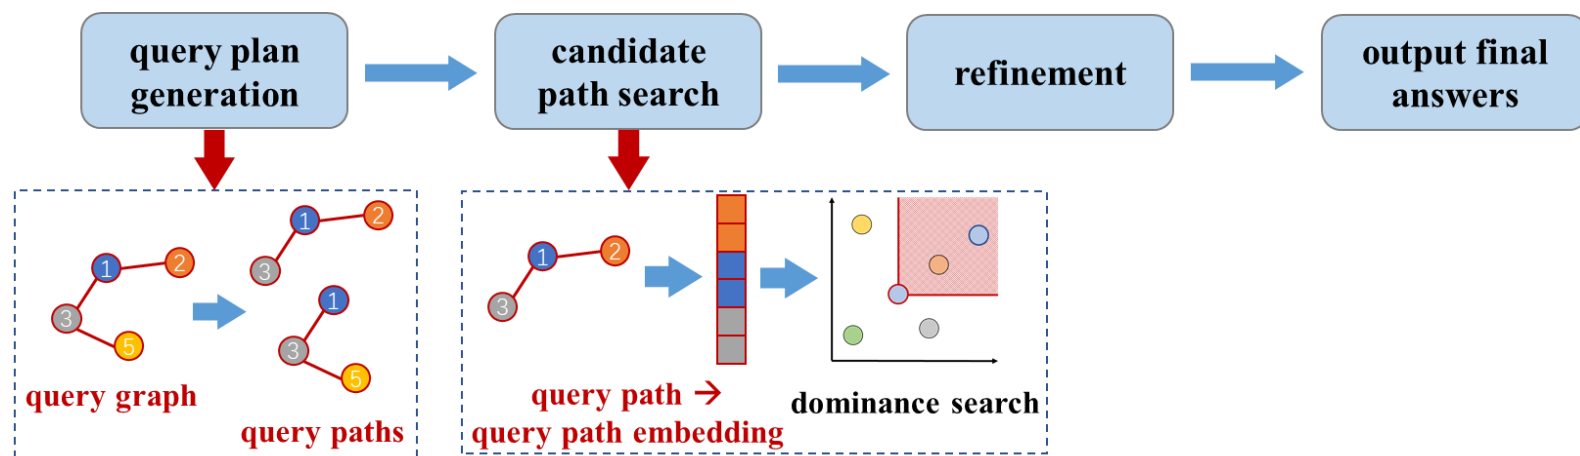 query plan
generation
candidate
path search
refinement
output final
answers
1
2
3
5
query graph
1
2
3
1
3
5
query paths
1
2
3
query path →
query path embedding
dominance search